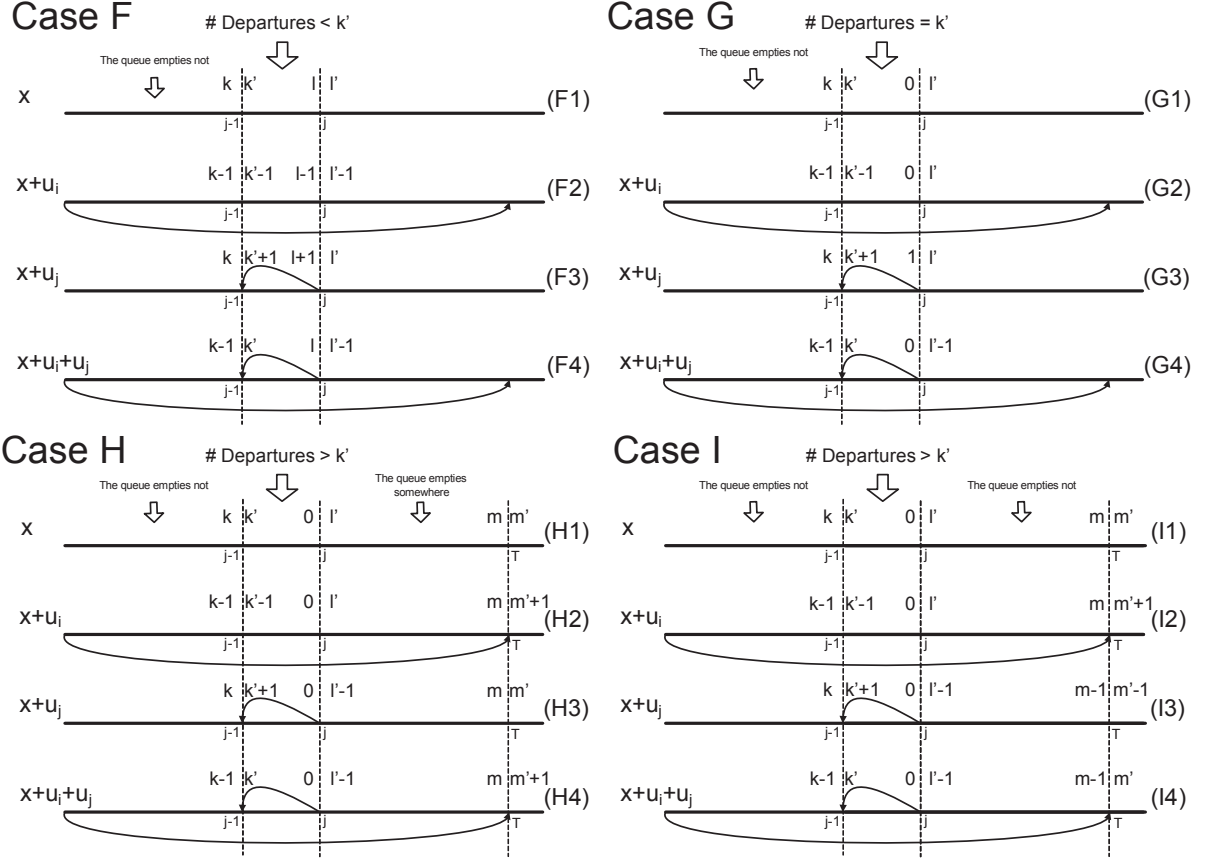 Case F
# Departures < k’
The queue empties not
k k’ l l’
x (F1)
j-1 j
k-1 k’-1 l-1 l’-1
x+ui (F2)
j-1 j
k k’+1 l+1 l’
x+uj (F3)
j-1 j
k-1 k’ l l’-1
x+ui+uj (F4)
j-1 j
Case G
# Departures = k’
The queue empties not
k k’ 0 l’
x (G1)
j-1 j
k-1 k’-1 0 l’
x+ui (G2)
j-1 j
k k’+1 1 l’
x+uj (G3)
j-1 j
k-1 k’ 0 l’-1
x+ui+uj (G4)
j-1 j
Case H
# Departures > k’
The queue empties not
The queue empties
somewhere
k k’ 0 l’ m m’
x (H1)
j-1 j T
k-1 k’-1 0 l’ m m’+1
x+ui (H2)
j-1 j T
k k’+1 0 l’-1 m m’
x+uj (H3)
j-1 j T
k-1 k’ 0 l’-1 m m’+1
x+ui+uj (H4)
j-1 j T
Case I
# Departures > k’
The queue empties not
The queue empties not
k k’ 0 l’ m m’
x (I1)
j-1 j T
k-1 k’-1 0 l’ m m’+1
x+ui (I2)
j-1 j T
k k’+1 0 l’-1 m-1 m’-1
x+uj (I3)
j-1 j T
k-1 k’ 0 l’-1 m-1 m’
x+ui+uj (I4)
j-1 j T